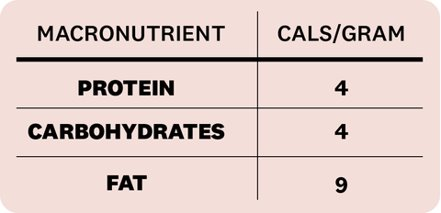 MACRONUTRIENT CALS/GRAM
PROTEIN 4
CARBOHYDRATES 4
FAT 9